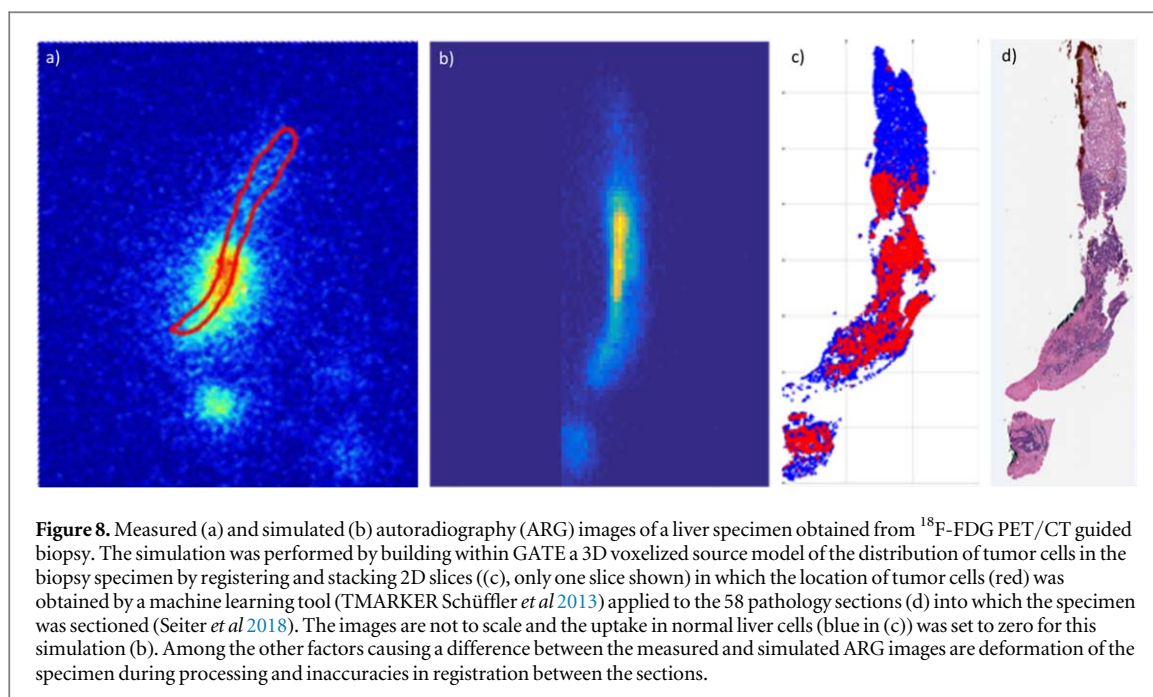 a)
b)
c)
d)
Figure 8. Measured (a) and simulated (b) autoradiography (ARG) images of a liver specimen obtained from ¹⁸F-FDG PET/CT guided
biopsy. The simulation was performed by building within GATE a 3D voxelized source model of the distribution of tumor cells in the
biopsy specimen by registering and stacking 2D slices ((c), only one slice shown) in which the location of tumor cells (red) was
obtained by a machine learning tool (TMARKER Schüffler et al 2013) applied to the 58 pathology sections (d) into which the specimen
was sectioned (Seiter et al 2018). The images are not to scale and the uptake in normal liver cells (blue in (c)) was set to zero for this
simulation (b). Among the other factors causing a difference between the measured and simulated ARG images are deformation of the
specimen during processing and inaccuracies in registration between the sections.